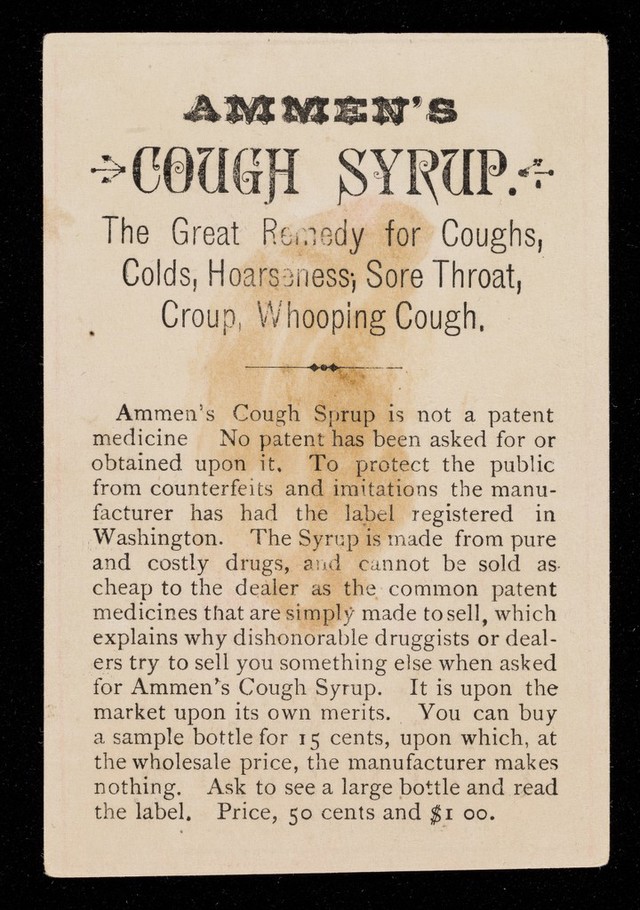 AMMEN'S
COUGH SYRUP.
The Great Remedy for Coughs,
Colds, Hoarseness, Sore Throat,
Croup, Whooping Cough.
Ammen's Cough Sprup is not a patent
medicine No patent has been asked for or
obtained upon it. To protect the public
from counterfeits and imitations the manu-
facturer has had the label registered in
Washington. The Syrup is made from pure
and costly drugs, and cannot be sold as
cheap to the dealer as the common patent
medicines that are simply made to sell, which
explains why dishonorable druggists or deal-
ers try to sell you something else when asked
for Ammen's Cough Syrup. It is upon the
market upon its own merits. You can buy
a sample bottle for 15 cents, upon which, at
the wholesale price, the manufacturer makes
nothing. Ask to see a large bottle and read
the label. Price, 50 cents and $1 00.